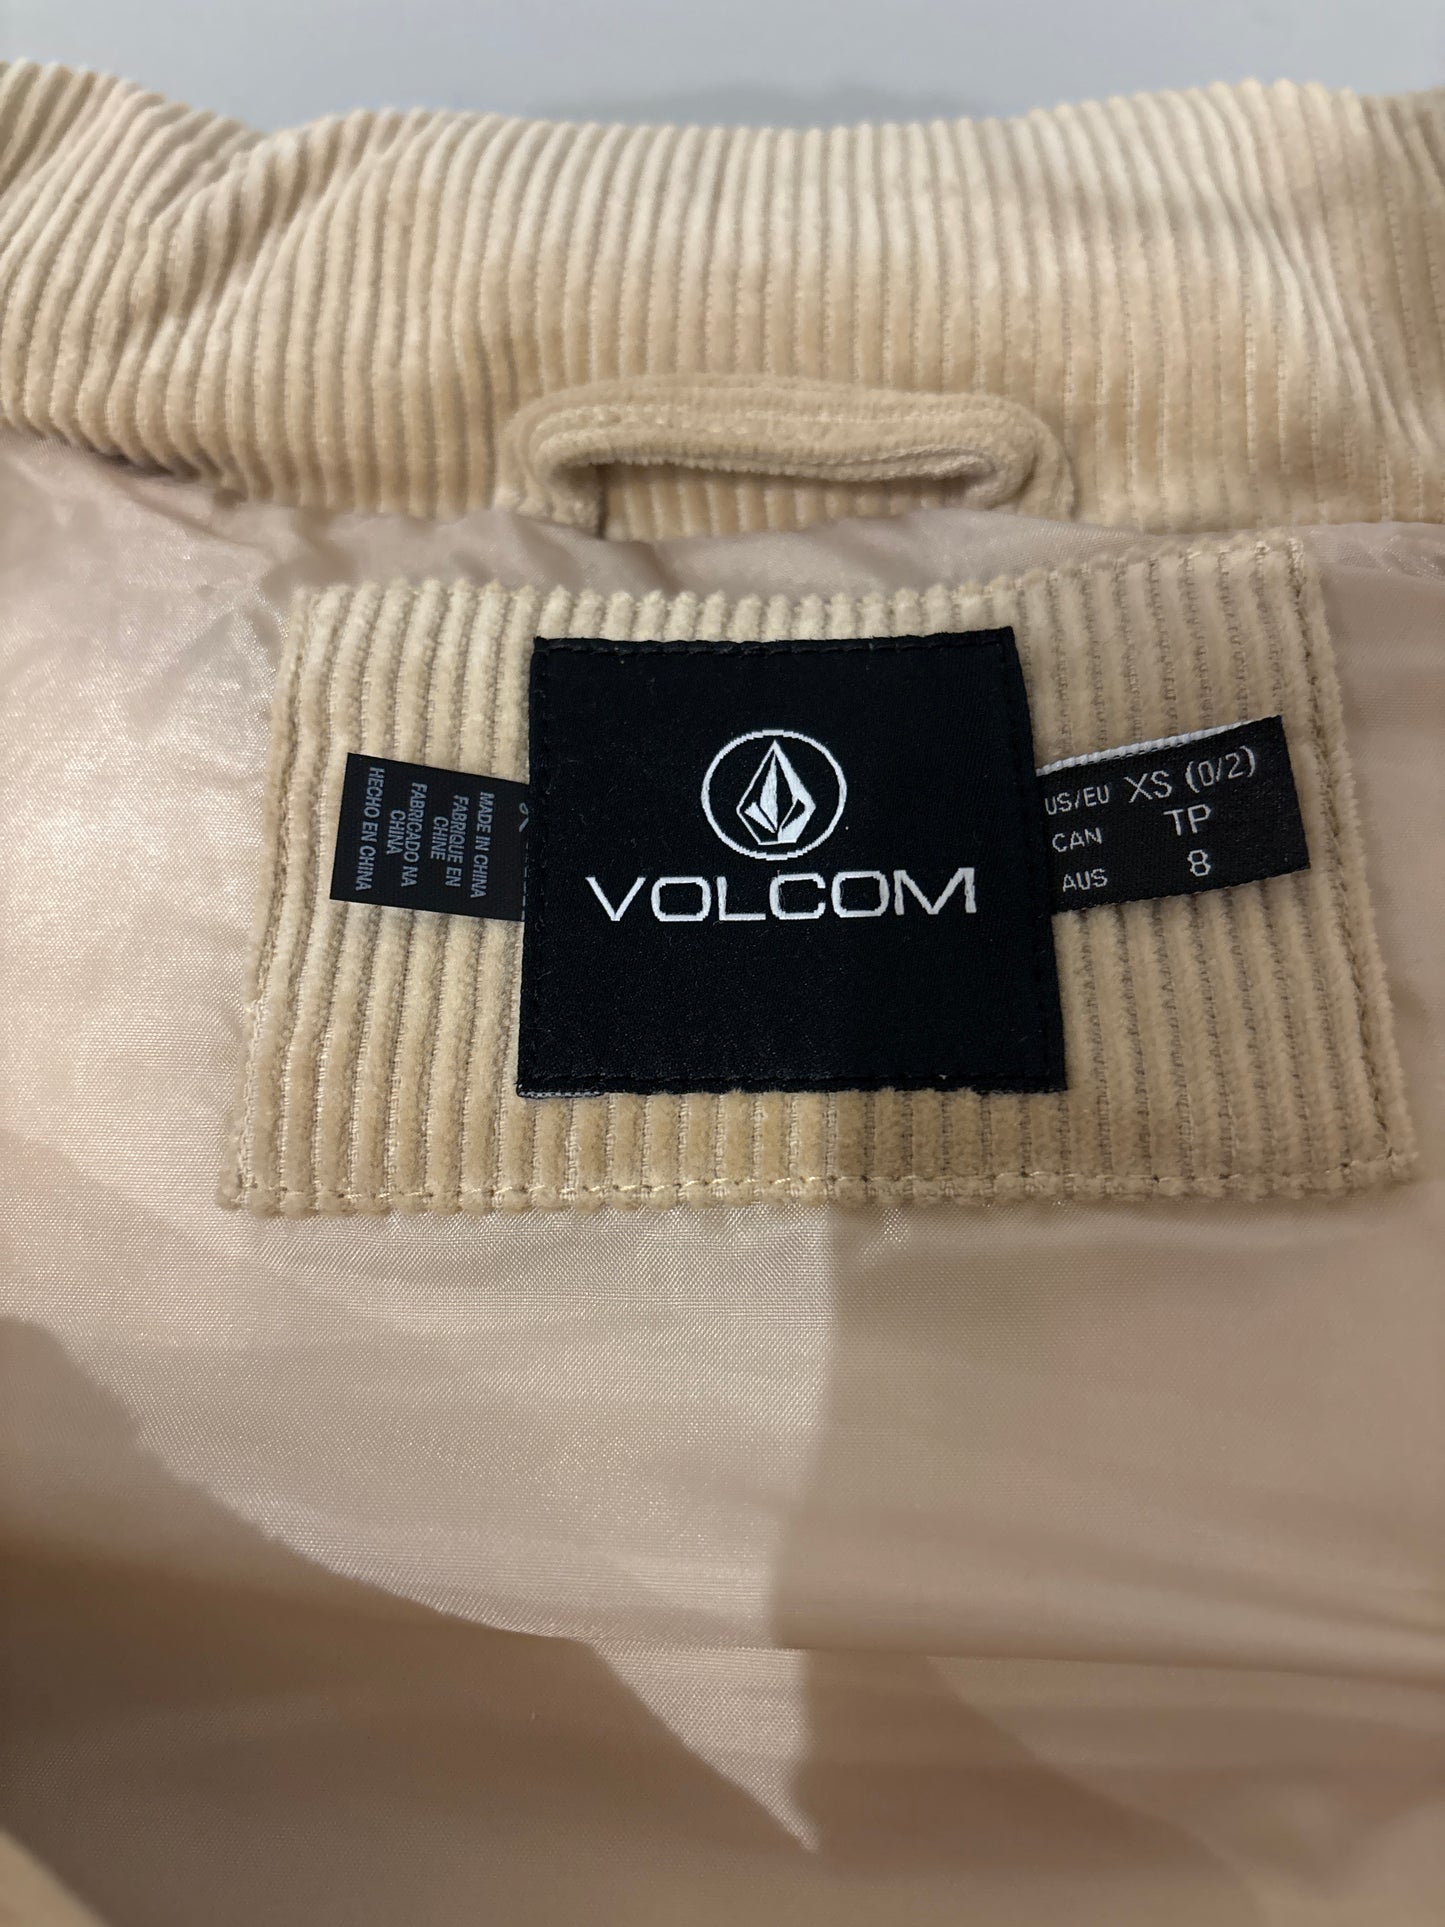 MADE IN CHINA
FABRIQUE EN
CHINE
FABRICADO NA
CHINA
HECHO EN CHINA
VOLCOM
US/EU XS (0/2)
CAN TP
AUS 8